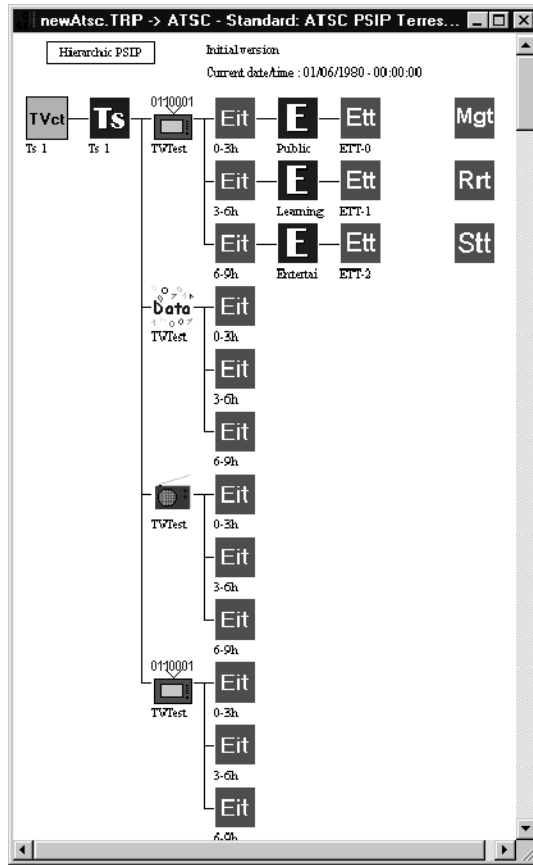 newAtsc.TRP -> ATSC - Standard: ATSC PSIP Terres...
Hierarchic PSIP
Initial version
Current date/time : 01/06/1980 - 00:00:00
0110001
TVct Ts Eit E Ett Mgt
Ts 1 Ts 1 TVTest 0-3h Public ETT-0
Eit E Ett Rrt
3-6h Learning ETT-1
Eit E Ett Stt
6-9h Entertai ETT-2
Data Eit
TVTest 0-3h
Eit
3-6h
Eit
6-9h
Eit
TVTest 0-3h
Eit
3-6h
Eit
6-9h
0110001
Eit
TVTest 0-3h
Eit
3-6h
Eit
6-9h